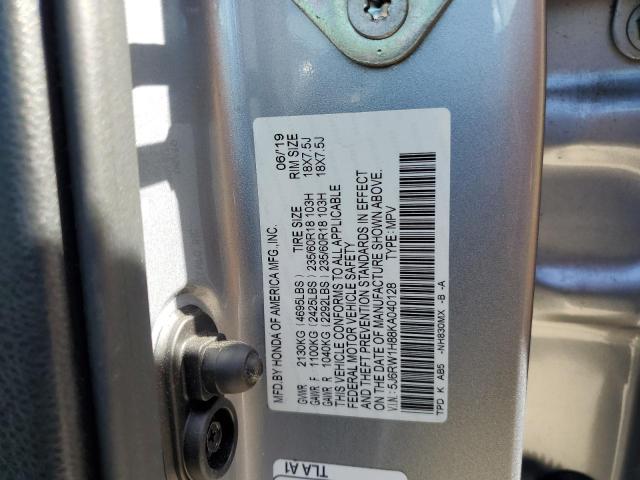 MFD.BY HONDA OF AMERICA MFG.,INC. 06/19
TIRE SIZE RIM SIZE
GVWR 2130KG (4695LBS)
GAWR F 1100KG (2425LBS) 235/60R18 103H 18X7.5J
GAWR R 1040KG (2292LBS) 235/60R18 103H 18X7.5J
THIS VEHICLE CONFORMS TO ALL APPLICABLE
FEDERAL MOTOR VEHICLE SAFETY
AND THEFT PREVENTION STANDARDS IN EFFECT
ON THE DATE OF MANUFACTURE SHOWN ABOVE.
V.I.N.: 5J6RW1H88KA040128 TYPE: MPV
TPD K AB5 -NH830MX -B -A
TLA A1